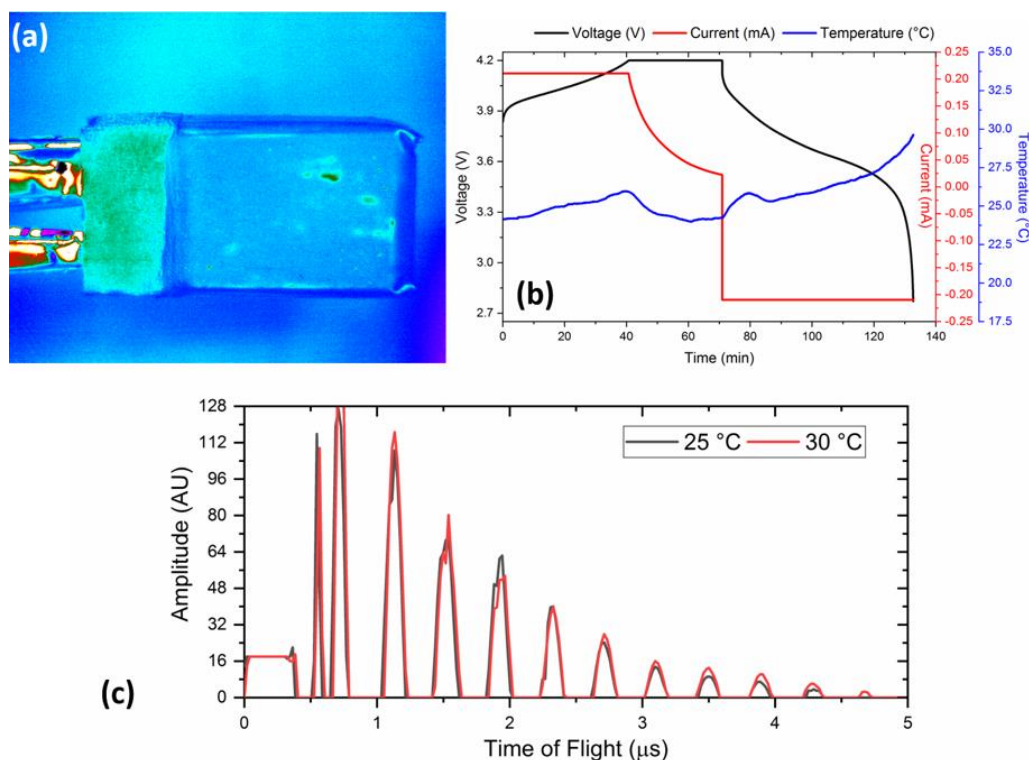 (a)
Voltage (V) Current (mA) Temperature (°C)
4.2
3.9
3.6
3.3
3.0
2.7
Voltage (V)
0 20 40 60 80 100 120 140
Time (min)
0.25
0.20
0.15
0.10
0.05
0.00
-0.05
-0.10
-0.15
-0.20
-0.25
Current (mA)
35.0
32.5
30.0
27.5
25.0
22.5
20.0
17.5
Temperature (°C)
(b)
128
112
96
80
64
48
32
16
0
Amplitude (AU)
25 °C 30 °C
0 1 2 3 4 5
Time of Flight (μs)
(c)